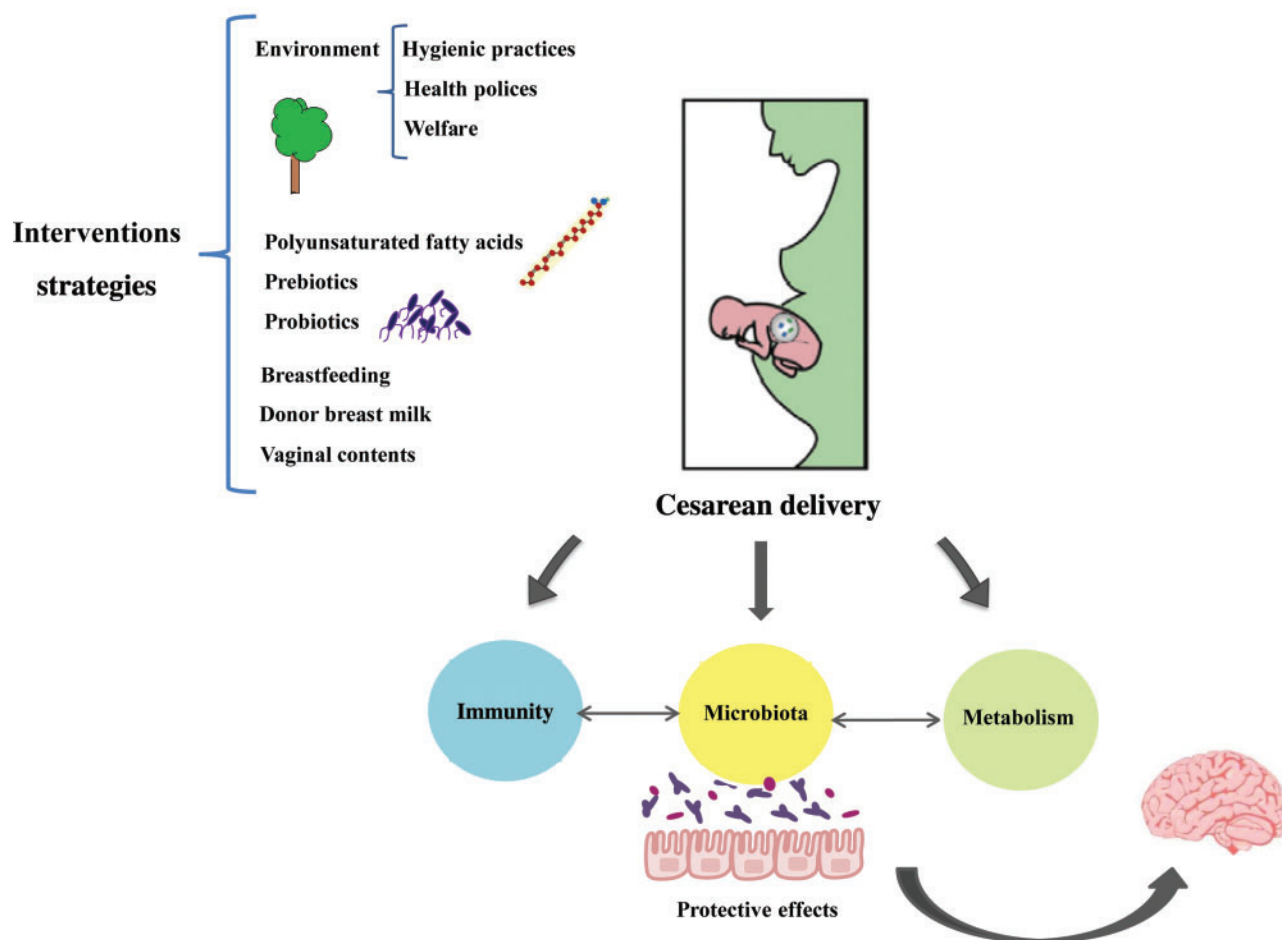 Environment
Hygienic practices
Health polices
Welfare
Interventions
strategies
Polyunsaturated fatty acids
Prebiotics
Probiotics
Breastfeeding
Donor breast milk
Vaginal contents
Cesarean delivery
Immunity
Microbiota
Metabolism
Protective effects